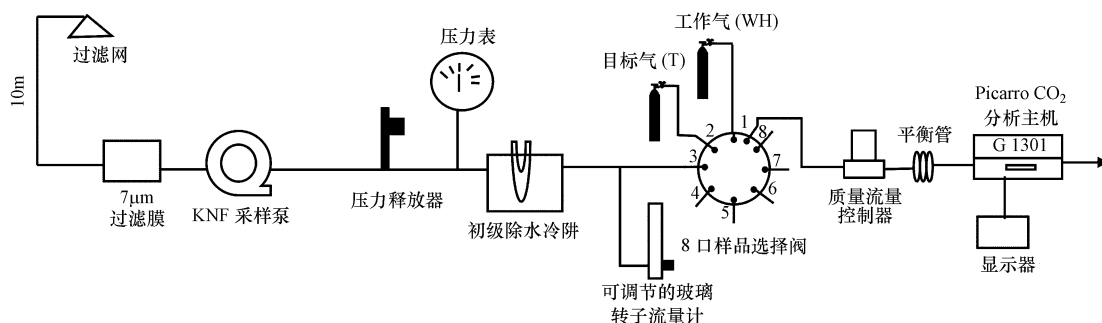 过滤网
10m
7μm
过滤膜
KNF 采样泵
压力释放器
压力表
初级除水冷阱
可调节的玻璃
转子流量计
目标气 (T)
工作气 (WH)
1
2
3
4
5
6
7
8
8 口样品选择阀
质量流量
控制器
平衡管
Picarro CO₂
分析主机
G 1301
显示器